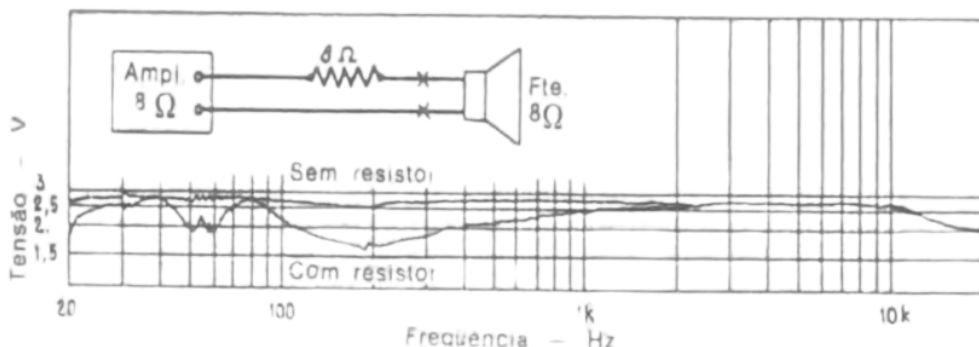 8 Ω
Ampl.
8 Ω
Fte.
8Ω
Tensão - V
3
2,5
2.
1,5
Sem resistor
Com resistor
20
100
1k
10k
Freqüência - Hz